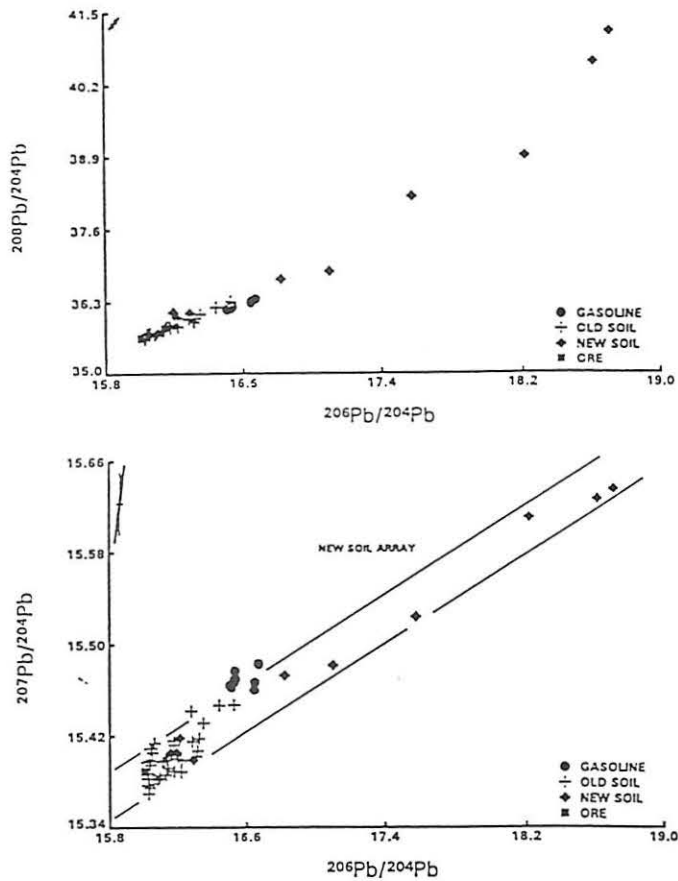 41.5
40.2
38.9
37.6
36.3
35.0
208Pb/204Pb
15.8
16.5
17.4
18.2
19.0
206Pb/204Pb
GASOLINE
OLD SOIL
NEW SOIL
ORE
15.66
15.58
15.50
15.42
15.34
207Pb/204Pb
NEW SOIL ARRAY
15.8
16.6
17.4
18.2
19.0
206Pb/204Pb
GASOLINE
OLD SOIL
NEW SOIL
ORE